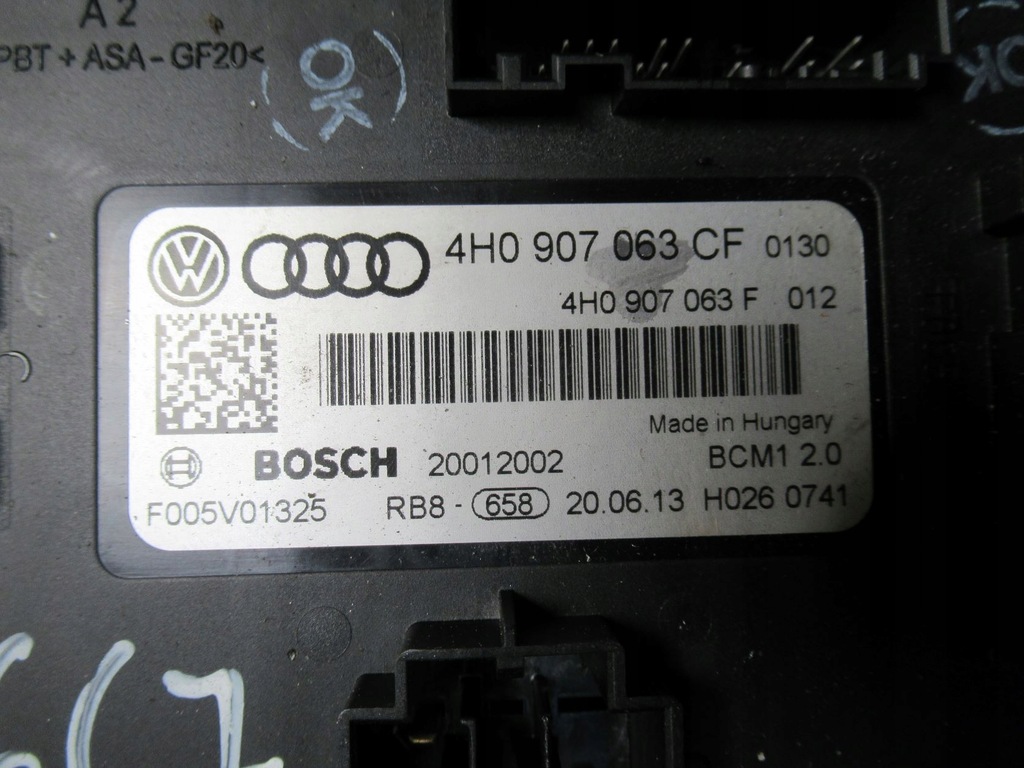 A 2
PBT + ASA - GF20<
OK
OK
4H0 907 063 CF 0130
4H0 907 063 F 012
Made in Hungary
BOSCH 20012002 BCM1 2.0
F005V01325 RB8 - 658 20.06.13 H026 0741